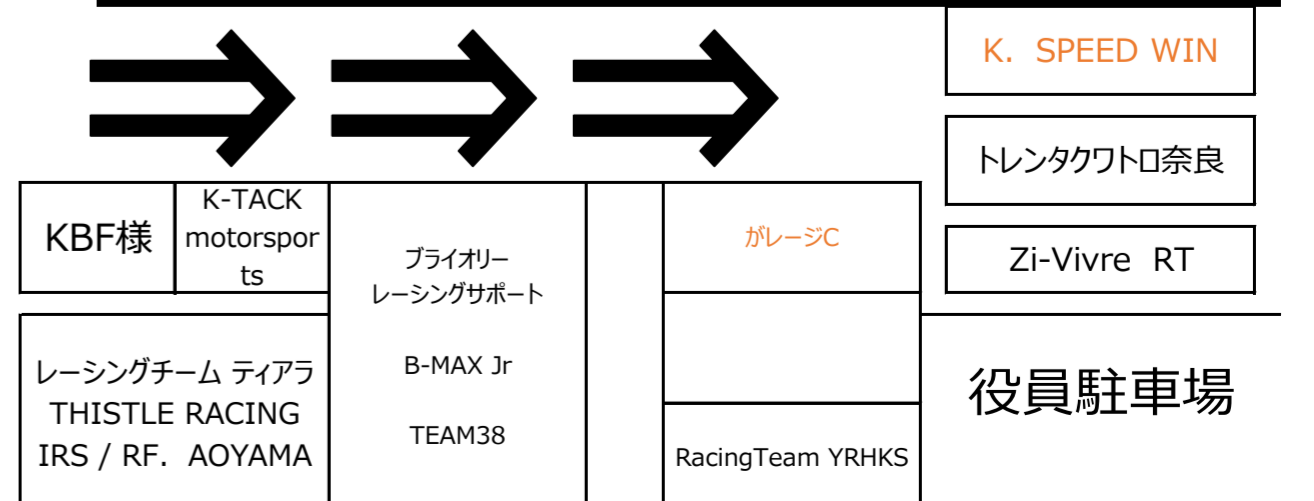 K. SPEED WIN
トレンタクワトロ奈良
Zi-Vivre RT
KBF様
K-TACK
motorspor
ts
ブライオリー
レーシングサポート
B-MAX Jr
TEAM38
がレージC
レーシングチーム ティアラ
THISTLE RACING
IRS / RF. AOYAMA
RacingTeam YRHKS
役員駐車場